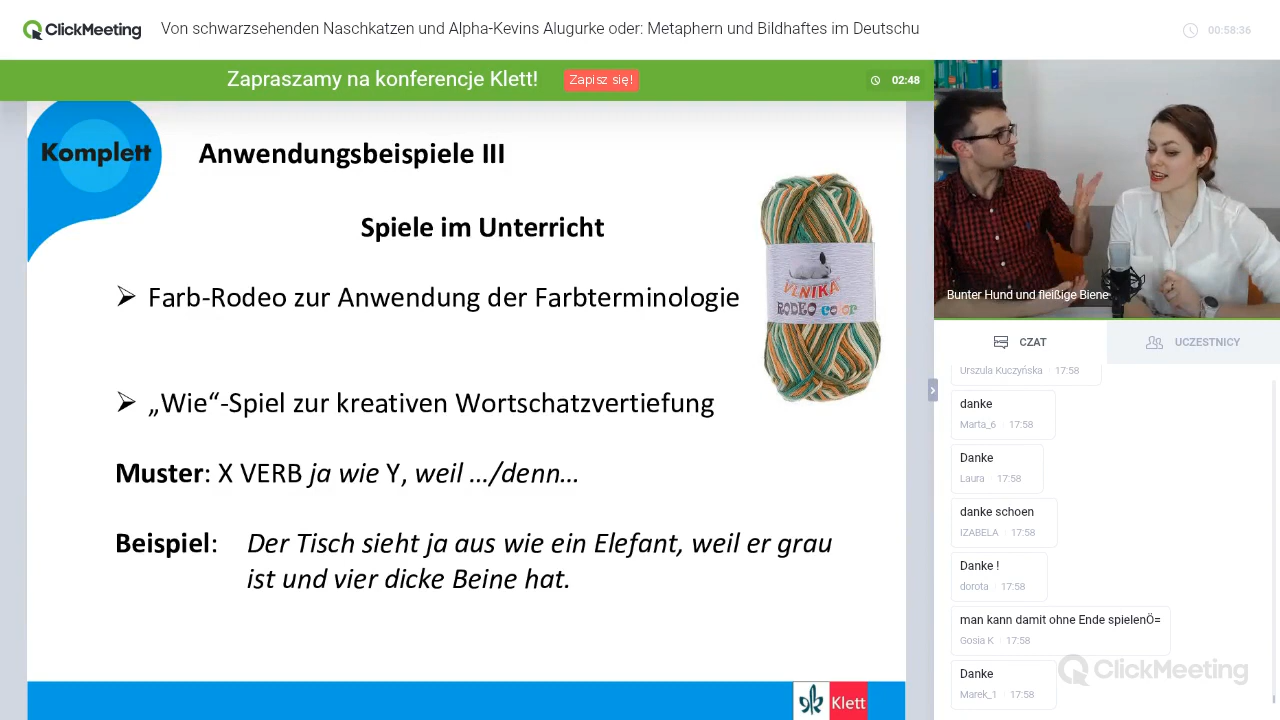 ClickMeeting
Von schwarzsehenden Naschkatzen und Alpha-Kevins Alugurke oder: Metaphern und Bildhaftes im Deutschu
00:58:36
Zapraszamy na konferencje Klett!
Zapisz się!
02:48
Komplett
Anwendungsbeispiele III
Spiele im Unterricht
➢ Farb-Rodeo zur Anwendung der Farbterminologie
VLNIKA
RODEO color
➢ „Wie“-Spiel zur kreativen Wortschatzvertiefung
Muster: X VERB ja wie Y, weil …/denn…
Beispiel: Der Tisch sieht ja aus wie ein Elefant, weil er grau
ist und vier dicke Beine hat.
Klett
Bunter Hund und fleißige Biene
CZAT
UCZESTNICY
Urszula Kuczyńska 17:58
danke
Marta_6 17:58
Danke
Laura 17:58
danke schoen
IZABELA 17:58
Danke !
dorota 17:58
man kann damit ohne Ende spielenÖ=
Gosia K 17:58
Danke
Marek_1 17:58
ClickMeeting